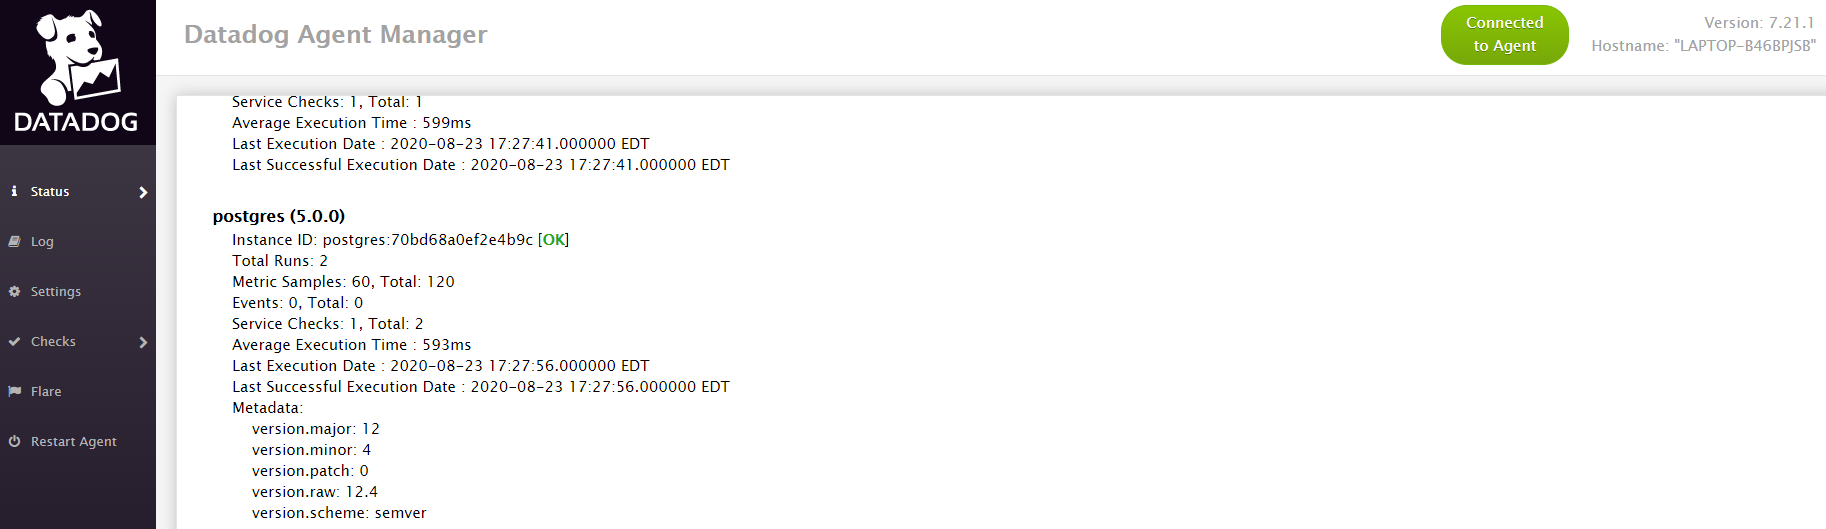 DATADOG
Status
Log
Settings
Checks
Flare
Restart Agent
Datadog Agent Manager
Connected
to Agent
Version: 7.21.1
Hostname: "LAPTOP-B46BPJSB"
Service Checks: 1, Total: 1
Average Execution Time : 599ms
Last Execution Date : 2020-08-23 17:27:41.000000 EDT
Last Successful Execution Date : 2020-08-23 17:27:41.000000 EDT
postgres (5.0.0)
Instance ID: postgres:70bd68a0ef2e4b9c [OK]
Total Runs: 2
Metric Samples: 60, Total: 120
Events: 0, Total: 0
Service Checks: 1, Total: 2
Average Execution Time : 593ms
Last Execution Date : 2020-08-23 17:27:56.000000 EDT
Last Successful Execution Date : 2020-08-23 17:27:56.000000 EDT
Metadata:
version.major: 12
version.minor: 4
version.patch: 0
version.raw: 12.4
version.scheme: semver